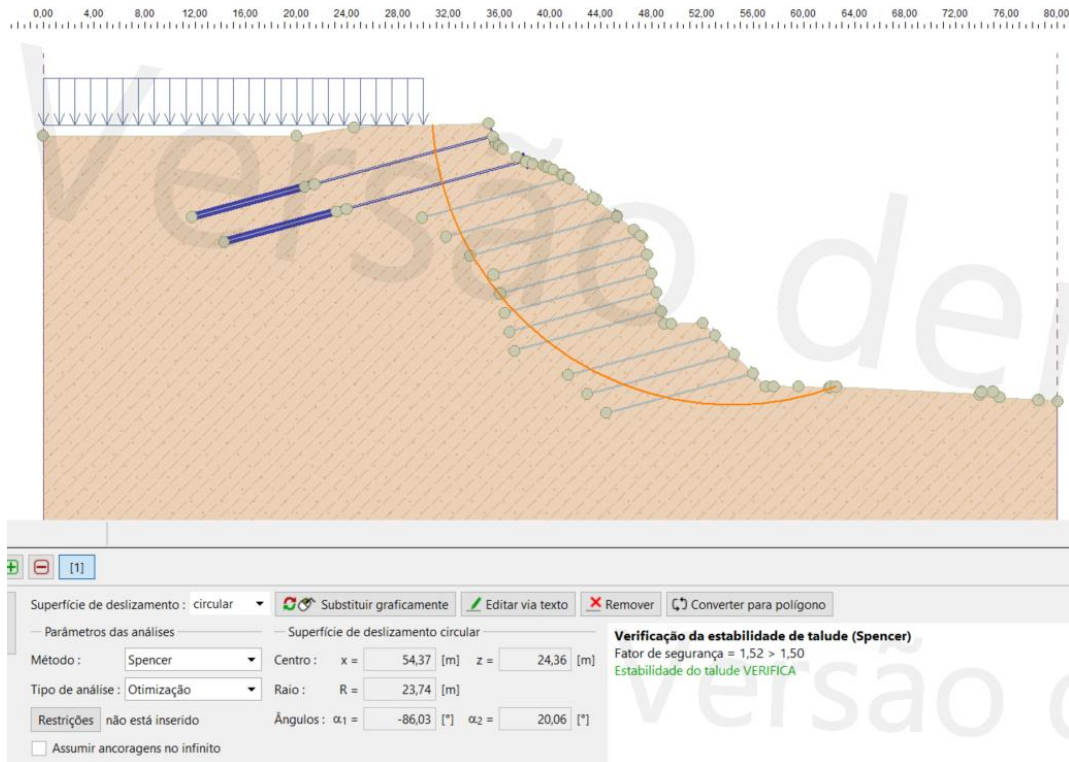 0,00 4,00 8,00 12,00 16,00 20,00 24,00 28,00 32,00 36,00 40,00 44,00 48,00 52,00 56,00 60,00 64,00 68,00 72,00 76,00 80,00
Versão de
[1]
Superfície de deslizamento : circular Substituir graficamente Editar via texto Remover Converter para polígono
Parâmetros das análises Superfície de deslizamento circular
Método : Spencer Centro : x = 54,37 [m] z = 24,36 [m]
Tipo de análise : Otimização Raio : R = 23,74 [m]
Restrições não está inserido Ângulos : α1 = -86,03 [°] α2 = 20,06 [°]
Assumir ancoragens no infinito
Verificação da estabilidade de talude (Spencer)
Fator de segurança = 1,52 > 1,50
Estabilidade do talude VERIFICA
versão